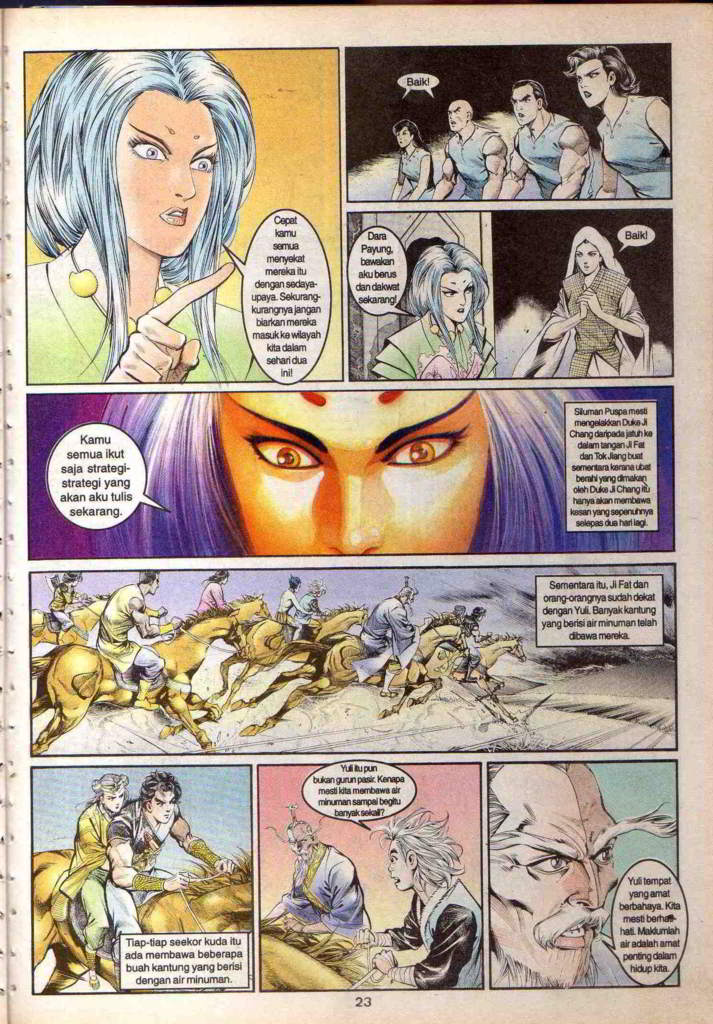 Cepat
kamu
semua
menyekat
mereka itu
dengan sedaya-
upaya. Sekurang-
kurangnya jangan
biarkan mereka
masuk ke wilayah
kita dalam
sehari dua
ini!
Baik!
Dara
Payung,
bawakan
aku berus
dan dakwat
sekarang!
Baik!
Kamu
semua ikut
saja strategi-
strategi yang
akan aku tulis
sekarang.
Siluman Puspa mesti
mengelakkan Duke Ji
Chang daripada jatuh ke
dalam tangan Ji Fat
dan Tok Jiang buat
sementara kerana ubat
berahi yang dimakan
oleh Duke Ji Chang itu
hanya akan membawa
kesan yang sepenuhnya
selepas dua hari lagi.
Sementara itu, Ji Fat dan
orang-orangnya sudah dekat
dengan Yuli. Banyak kantung
yang berisi air minuman telah
dibawa mereka.
Tiap-tiap seekor kuda itu
ada membawa beberapa
buah kantung yang berisi
dengan air minuman.
Yuli itu pun
bukan gurun pasir. Kenapa
mesti kita membawa air
minuman sampai begitu
banyak sekali?
Yuli tempat
yang amat
berbahaya. Kita
mesti berhati-
hati. Maklumlah
air adalah amat
penting dalam
hidup kita.
23